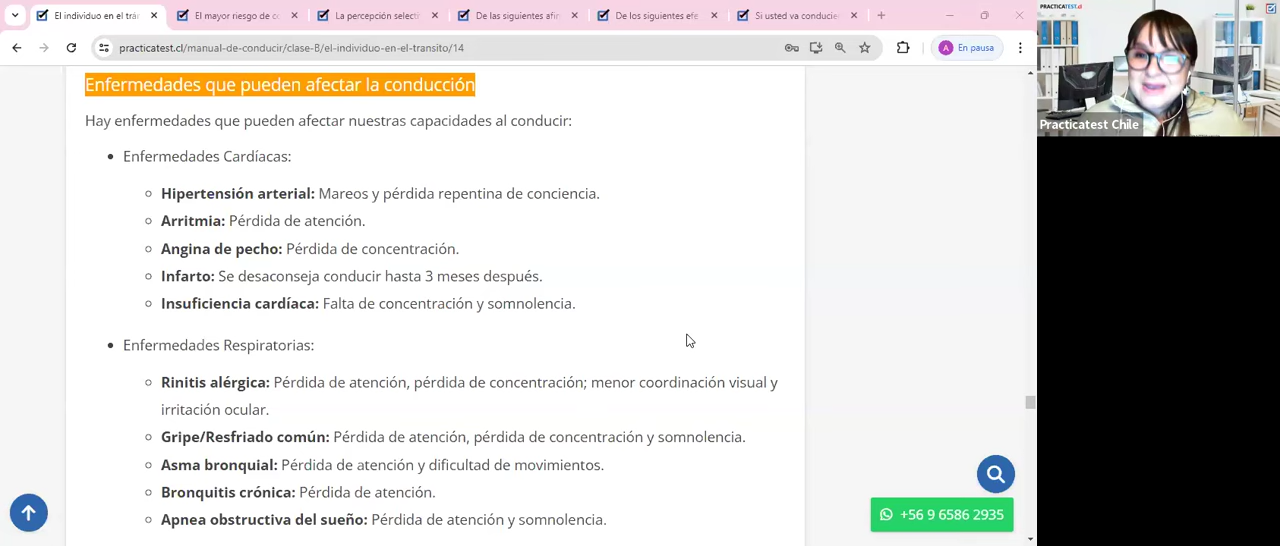 El individuo en el trán
El mayor riesgo de co
La percepción selecti
De las siguientes afir
De los siguientes efe
Si usted va conducie
practicatest.cl/manual-de-conducir/clase-B/el-individuo-en-el-transito/14
A En pausa
PRACTICATEST.cl
Practicatest Chile
Enfermedades que pueden afectar la conducción
Hay enfermedades que pueden afectar nuestras capacidades al conducir:
Enfermedades Cardíacas:
Hipertensión arterial: Mareos y pérdida repentina de conciencia.
Arritmia: Pérdida de atención.
Angina de pecho: Pérdida de concentración.
Infarto: Se desaconseja conducir hasta 3 meses después.
Insuficiencia cardíaca: Falta de concentración y somnolencia.
Enfermedades Respiratorias:
Rinitis alérgica: Pérdida de atención, pérdida de concentración; menor coordinación visual y
irritación ocular.
Gripe/Resfriado común: Pérdida de atención, pérdida de concentración y somnolencia.
Asma bronquial: Pérdida de atención y dificultad de movimientos.
Bronquitis crónica: Pérdida de atención.
Apnea obstructiva del sueño: Pérdida de atención y somnolencia.
+56 9 6586 2935